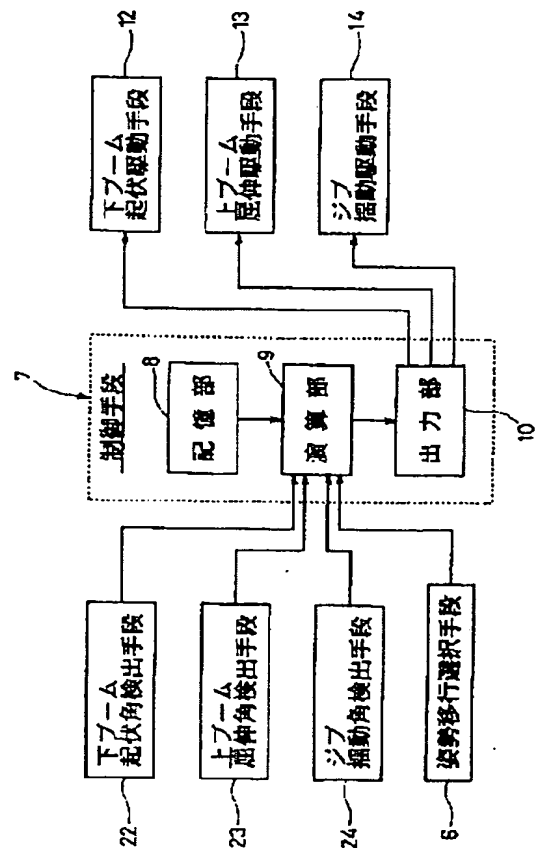 7
制御手段
8
記憶部
9
演算部
出力部
10
下ブーム
起伏角検出手段
22
上ブーム
屈伸角検出手段
23
ジブ
揺動角検出手段
24
姿勢移行選択手段
6
下ブーム
起伏駆動手段
12
上ブーム
屈伸駆動手段
13
ジブ
揺動駆動手段
14